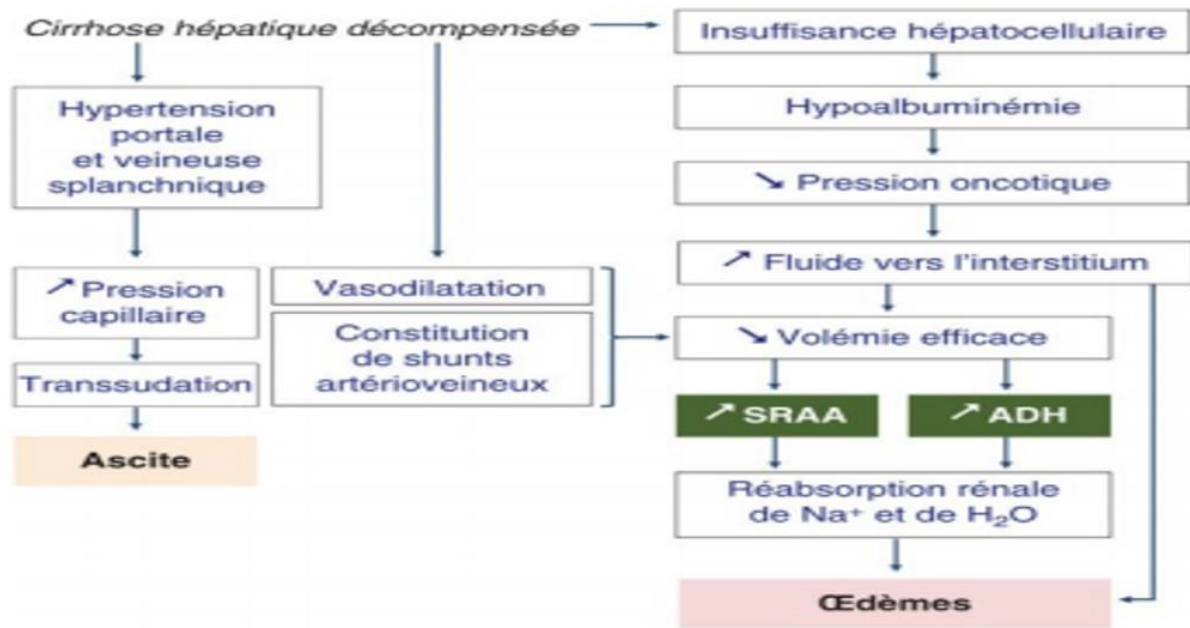 Cirrhose hépatique décompensée
Insuffisance hépatocellulaire
Hypertension
portale
et veineuse
splanchnique
Hypoalbuminémie
↘ Pression oncotique
↗ Fluide vers l'interstitium
↗ Pression
capillaire
Vasodilatation
Constitution
de shunts
artérioveineux
↘ Volémie efficace
Transsudation
↗ SRAA
↗ ADH
Ascite
Réabsorption rénale
de Na⁺ et de H₂O
Œdèmes